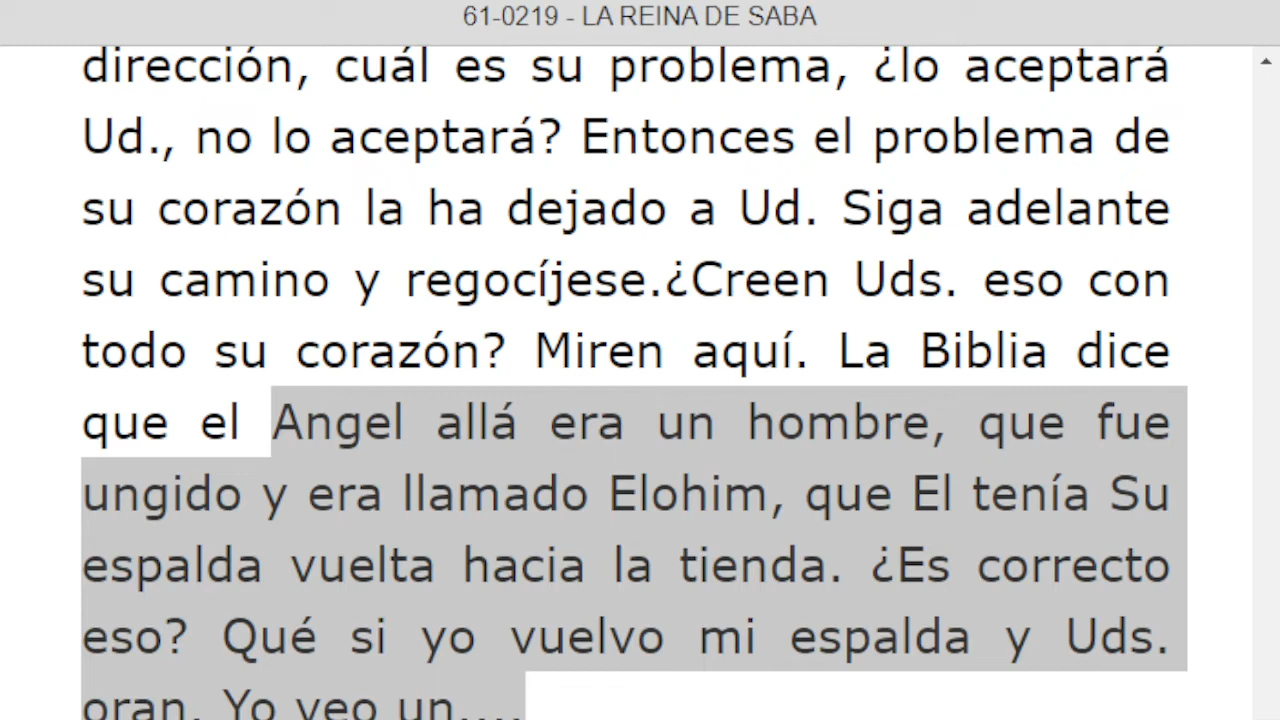 61-0219 - LA REINA DE SABA
dirección, cuál es su problema, ¿lo aceptará
Ud., no lo aceptará? Entonces el problema de
su corazón la ha dejado a Ud. Siga adelante
su camino y regocíjese.¿Creen Uds. eso con
todo su corazón? Miren aquí. La Biblia dice
que el Angel allá era un hombre, que fue
ungido y era llamado Elohim, que El tenía Su
espalda vuelta hacia la tienda. ¿Es correcto
eso? Qué si yo vuelvo mi espalda y Uds.
oran. Yo veo un....